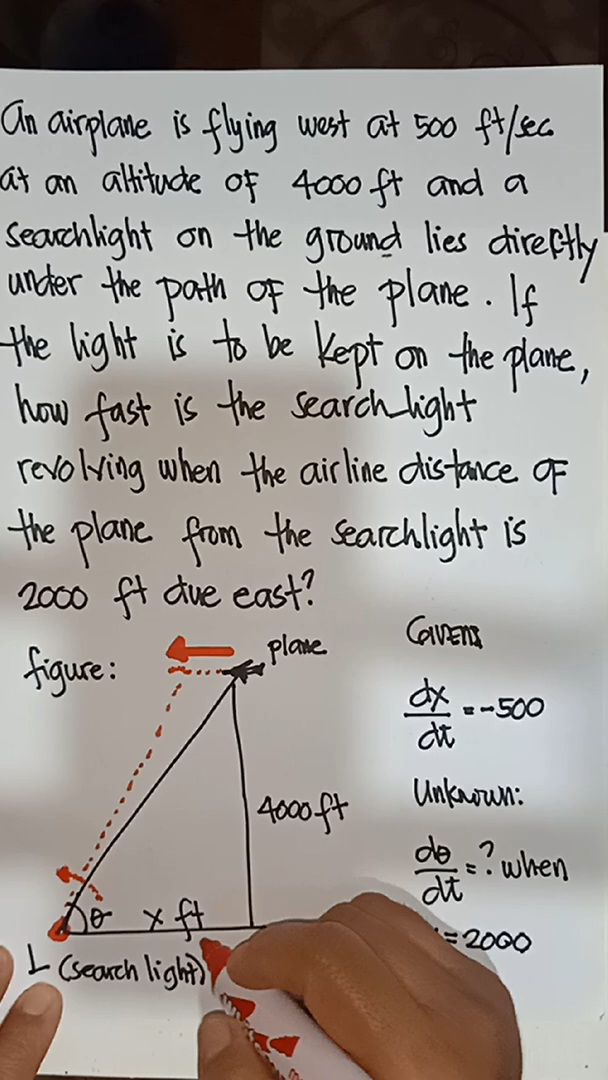 An airplane is flying west at 500 ft/sec
at an altitude of 4000 ft and a
searchlight on the ground lies directly
under the path of the plane. If
the light is to be kept on the plane,
how fast is the searchlight
revolving when the airline distance of
the plane from the searchlight is
2000 ft due east?
figure:
plane
4000 ft
θ x ft
L (search light)
Givens
dx/dt = -500
Unknown:
dθ/dt = ? when
= 2000